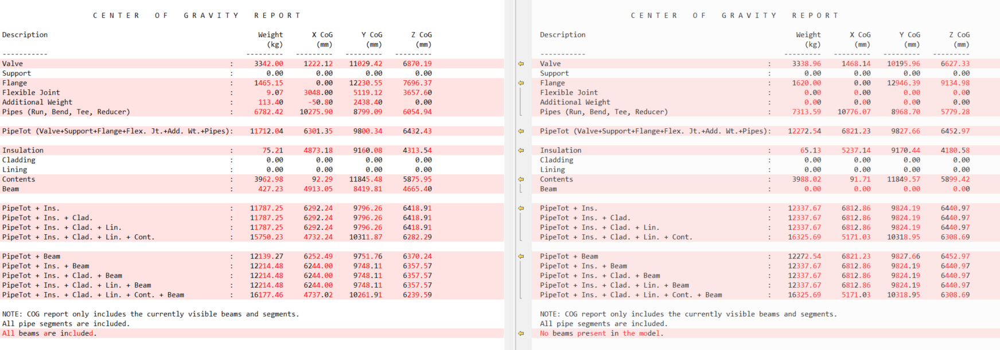 C E N T E R   O F   G R A V I T Y   R E P O R T
Description Weight X CoG Y CoG Z CoG
(kg) (mm) (mm) (mm)
----------- --------- --------- --------- ---------
Valve : 3342.00 1222.12 11029.42 6870.19
Support : 0.00 0.00 0.00 0.00
Flange : 1465.15 0.00 12230.55 7696.37
Flexible Joint : 9.07 3048.00 5119.12 3657.60
Additional Weight : 113.40 -50.80 2438.40 0.00
Pipes (Run, Bend, Tee, Reducer) : 6782.42 10275.90 8799.09 6054.94
PipeTot (Valve+Support+Flange+Flex. Jt.+Add. Wt.+Pipes): 11712.04 6301.35 9800.34 6432.43
Insulation : 75.21 4873.18 9160.08 4313.54
Cladding : 0.00 0.00 0.00 0.00
Lining : 0.00 0.00 0.00 0.00
Contents : 3962.98 92.29 11845.48 5875.95
Beam : 427.23 4913.05 8419.81 4665.40
PipeTot + Ins. : 11787.25 6292.24 9796.26 6418.91
PipeTot + Ins. + Clad. : 11787.25 6292.24 9796.26 6418.91
PipeTot + Ins. + Clad. + Lin. : 11787.25 6292.24 9796.26 6418.91
PipeTot + Ins. + Clad. + Lin. + Cont. : 15750.23 4732.24 10311.87 6282.29
PipeTot + Beam : 12139.27 6252.49 9751.76 6370.24
PipeTot + Ins. + Beam : 12214.48 6244.00 9748.11 6357.57
PipeTot + Ins. + Clad. + Beam : 12214.48 6244.00 9748.11 6357.57
PipeTot + Ins. + Clad. + Lin. + Beam : 12214.48 6244.00 9748.11 6357.57
PipeTot + Ins. + Clad. + Lin. + Cont. + Beam : 16177.46 4737.02 10261.91 6239.59
NOTE: COG report only includes the currently visible beams and segments.
All pipe segments are included.
All beams are included.
C E N T E R   O F   G R A V I T Y   R E P O R T
Description Weight X CoG Y CoG Z CoG
(kg) (mm) (mm) (mm)
----------- --------- --------- --------- ---------
Valve : 3338.96 1468.14 10195.96 6627.33
Support : 0.00 0.00 0.00 0.00
Flange : 1620.00 0.00 12946.39 9134.98
Flexible Joint : 0.00 0.00 0.00 0.00
Additional Weight : 0.00 0.00 0.00 0.00
Pipes (Run, Bend, Tee, Reducer) : 7313.59 10776.07 8968.70 5779.28
PipeTot (Valve+Support+Flange+Flex. Jt.+Add. Wt.+Pipes): 12272.54 6821.23 9827.66 6452.97
Insulation : 65.13 5237.14 9170.44 4180.58
Cladding : 0.00 0.00 0.00 0.00
Lining : 0.00 0.00 0.00 0.00
Contents : 3988.02 91.71 11849.57 5899.42
Beam : 0.00 0.00 0.00 0.00
PipeTot + Ins. : 12337.67 6812.86 9824.19 6440.97
PipeTot + Ins. + Clad. : 12337.67 6812.86 9824.19 6440.97
PipeTot + Ins. + Clad. + Lin. : 12337.67 6812.86 9824.19 6440.97
PipeTot + Ins. + Clad. + Lin. + Cont. : 16325.69 5171.03 10318.95 6308.69
PipeTot + Beam : 12272.54 6821.23 9827.66 6452.97
PipeTot + Ins. + Beam : 12337.67 6812.86 9824.19 6440.97
PipeTot + Ins. + Clad. + Beam : 12337.67 6812.86 9824.19 6440.97
PipeTot + Ins. + Clad. + Lin. + Beam : 12337.67 6812.86 9824.19 6440.97
PipeTot + Ins. + Clad. + Lin. + Cont. + Beam : 16325.69 5171.03 10318.95 6308.69
NOTE: COG report only includes the currently visible beams and segments.
All pipe segments are included.
No beams present in the model.